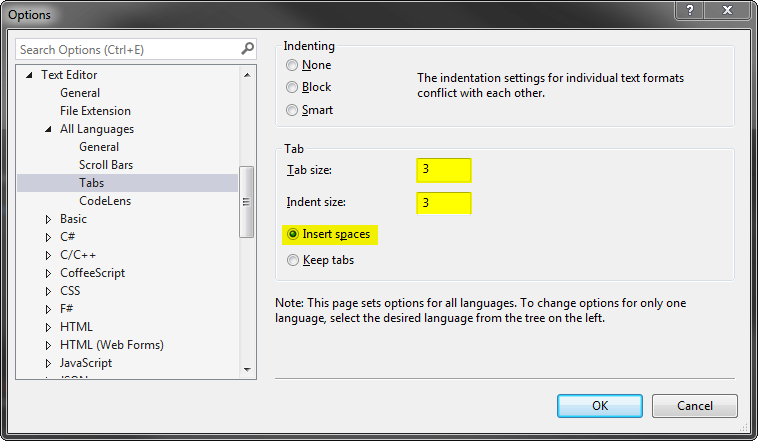 Options
?
Search Options (Ctrl+E)
Text Editor
General
File Extension
All Languages
General
Scroll Bars
Tabs
CodeLens
Basic
C#
C/C++
CoffeeScript
CSS
F#
HTML
HTML (Web Forms)
JavaScript
Indenting
None
Block
Smart
The indentation settings for individual text formats
conflict with each other.
Tab
Tab size: 3
Indent size: 3
Insert spaces
Keep tabs
Note: This page sets options for all languages. To change options for only one
language, select the desired language from the tree on the left.
OK Cancel